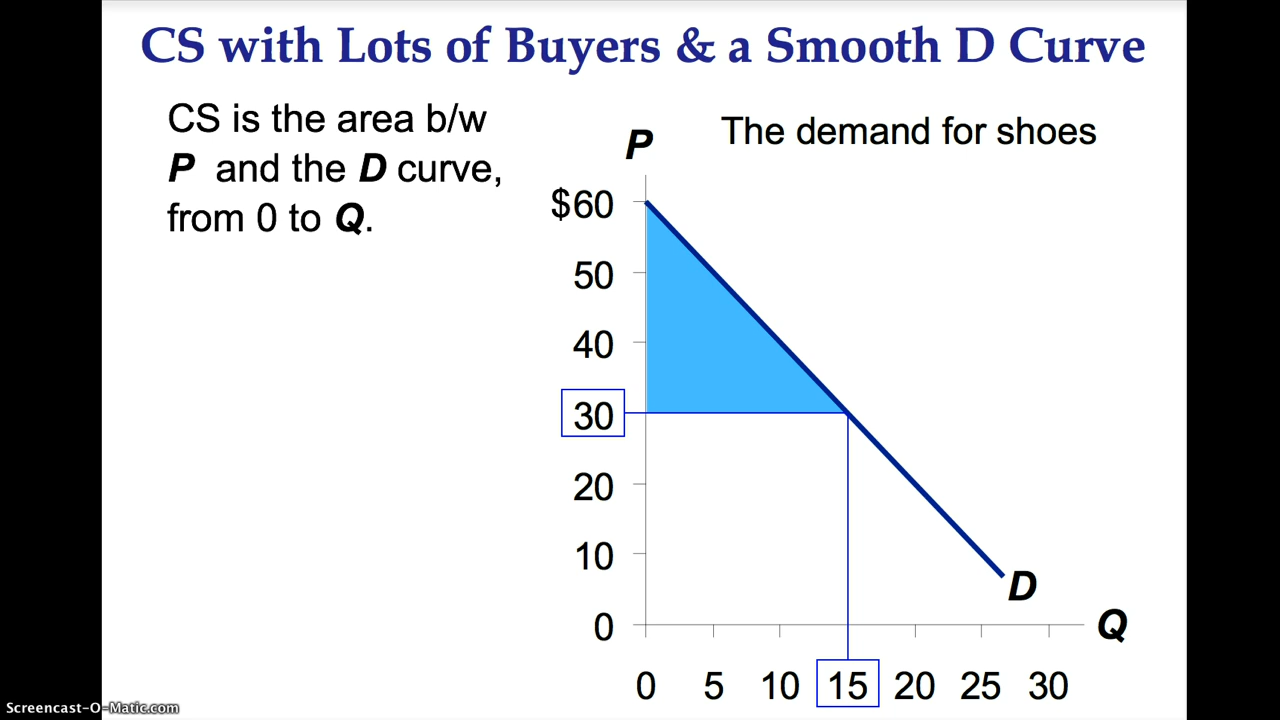 CS with Lots of Buyers & a Smooth D Curve
CS is the area b/w
P and the D curve,
from 0 to Q.
The demand for shoes
P
$60
50
40
30
20
10
0
D
Q
0 5 10 15 20 25 30
Screencast-O-Matic.com